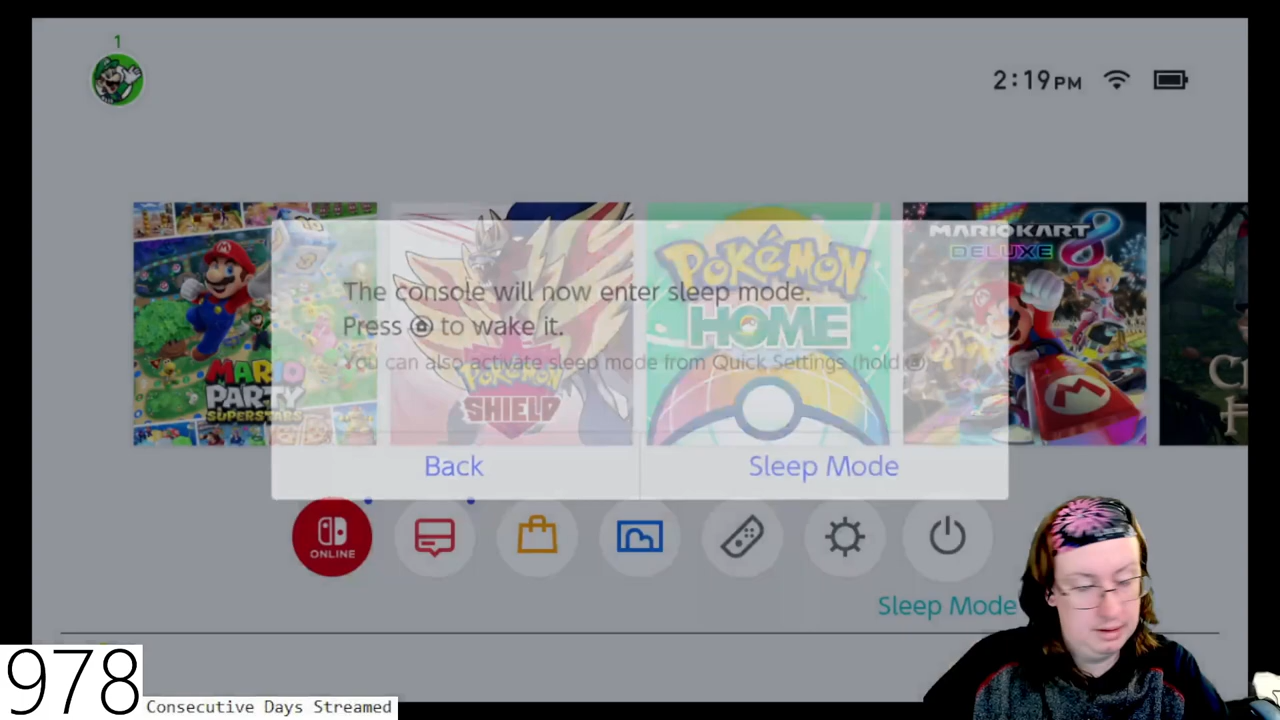 1
2:19PM
MARIO
PARTY
SUPERSTARS
POKÉMON
SHIELD
POKÉMON
HOME
MARIOKART 8
DELUXE
The console will now enter sleep mode.
Press to wake it.
You can also activate sleep mode from Quick Settings (hold ).
Back
Sleep Mode
ONLINE
Sleep Mode
978
Consecutive Days Streamed